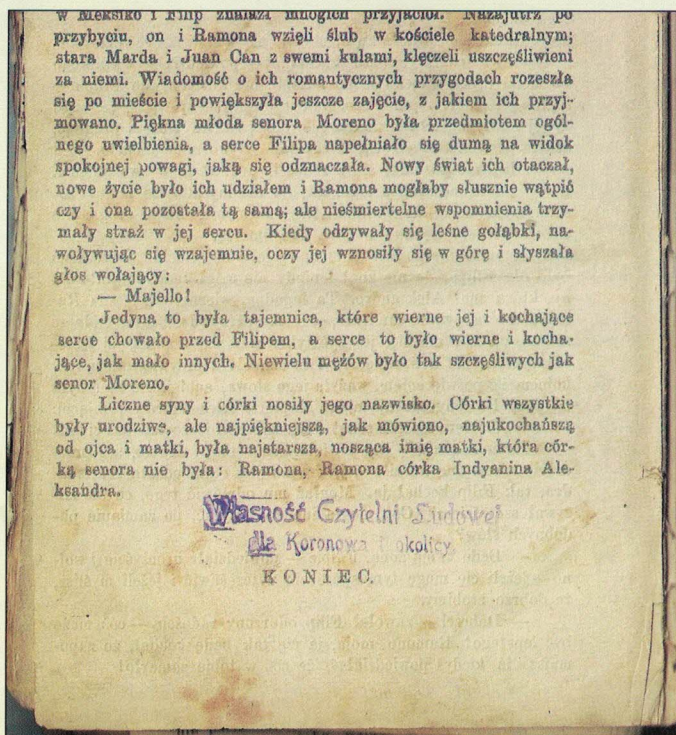 w Meksiko i Filip znalazł mnogich przyjaciół. Nazajutrz po
przybyciu, on i Ramona wzięli ślub w kościele katedralnym;
stara Marda i Juan Can z swemi kulami, klęczeli uszczęśliwieni
za niemi. Wiadomość o ich romantycznych przygodach rozeszła
się po mieście i powiększyła jeszcze zajęcie, z jakiem ich przyj-
mowano. Piękna młoda senora Moreno była przedmiotem ogól-
nego uwielbienia, a serce Filipa napełniało się dumą na widok
spokojnej powagi, jaką się odznaczała. Nowy świat ich otaczał,
nowe życie było ich udziałem i Ramona mogłaby słusznie wątpić
czy i ona pozostała tą samą; ale nieśmiertelne wspomnienia trzy-
mały straż w jej sercu. Kiedy odzywały się leśne gołąbki, na-
woływując się wzajemnie, oczy jej wznosiły się w górę i słyszała
głos wołający:
— Majello!
Jedyna to była tajemnica, które wierne jej i kochające
serce chowało przed Filipem, a serce to było wierne i kocha-
jące, jak mało innych. Niewielu mężów było tak szczęśliwych jak
senor Moreno.
Liczne syny i córki nosiły jego nazwisko. Córki wszystkie
były urodziwe, ale najpiękniejszą, jak mówiono, najukochańszą
od ojca i matki, była najstarsza, nosząca imię matki, która cór-
ką senora nie była: Ramona, Ramona córka Indyanina Ale-
ksandra.
Własność Czytelni Ludowej
dla Koronowa i okolicy.
KONIEC.